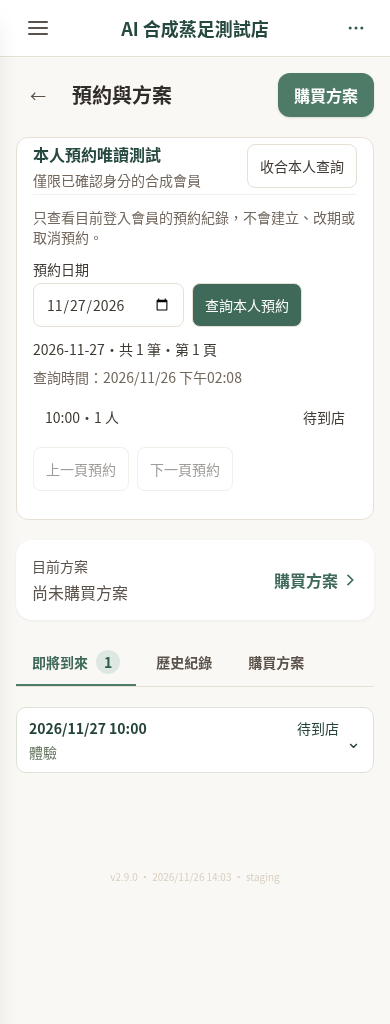 AI 合成蒸足測試店
← 預約與方案
購買方案
本人預約唯讀測試
僅限已確認身分的合成會員
收合本人查詢
只查看目前登入會員的預約紀錄，不會建立、改期或
取消預約。
預約日期
11/27/2026
查詢本人預約
2026-11-27・共 1 筆・第 1 頁
查詢時間：2026/11/26 下午02:08
10:00・1 人
待到店
上一頁預約
下一頁預約
目前方案
尚未購買方案
購買方案
即將到來 1
歷史紀錄
購買方案
2026/11/27 10:00
待到店
體驗
v2.9.0 ・ 2026/11/26 14:03 ・ staging